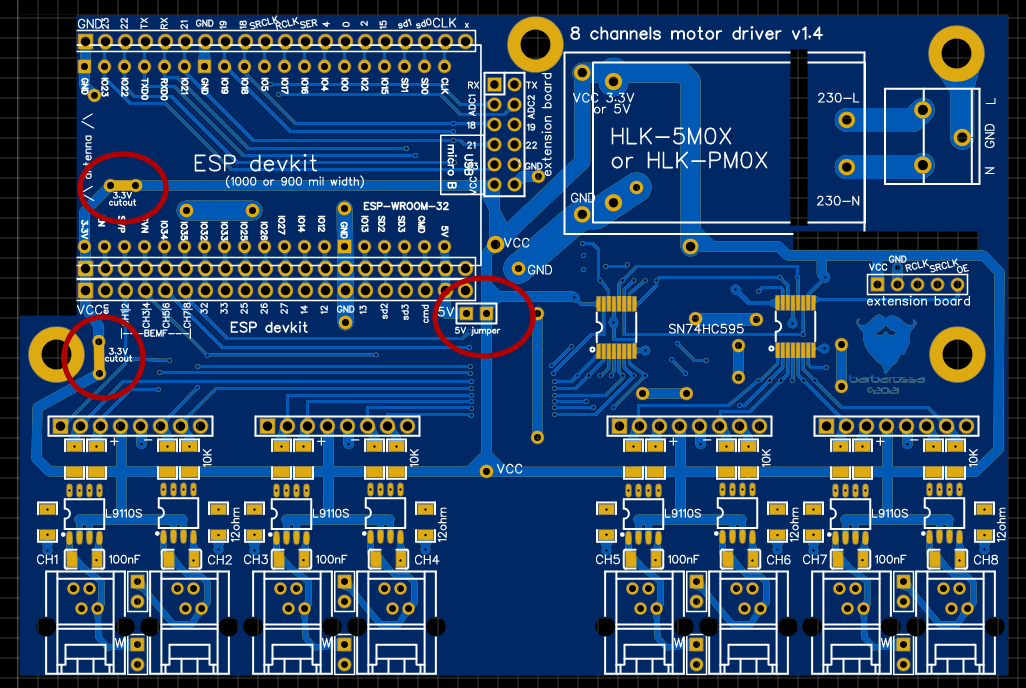 GND 23 22 TX RX 21 GND 19 18 SRCLK RCLK SER 4 0 2 15 sd1 sd0 CLK x
8 channels motor driver v1.4
GND IO23 IO22 TXD0 RXD0 IO21 GND IO19 IO18 IO5 IO17 IO16 IO4 IO0 IO2 IO15 SD1 SD0 CLK
RX TX
ADC1 ADC2
18 19
21 22
GND
VCC
extension board
VCC 3.3V
or 5V
HLK-5M0X
or HLK-PM0X
GND
230-L
230-N
L
GND
N
ESP devkit
(1000 or 900 mil width)
USB
micro B
3.3V
cutout
ESP-WROOM-32
3.3V IO34 IO35 IO32 IO33 IO25 IO26 IO27 IO14 IO12 GND IO13 SD2 SD3 CMD 5V
VCC
GND
VCC GND RCLK SRCLK OE
extension board
VCC en CH1|2 CH3|4 CH5|6 CH7|8 32 33 25 26 27 14 12 GND 13 sd2 sd3 cmd 5V
BEMF
ESP devkit
5V jumper
SN74HC595
3.3V
cutout
barbarossa
©2021
+ - + - + - + -
10K 10K 10K 10K
VCC
L9110S L9110S L9110S L9110S
12ohm 12ohm 12ohm 12ohm
CH1 100nF CH2 CH3 100nF CH4 CH5 100nF CH6 CH7 100nF CH8
W W W W